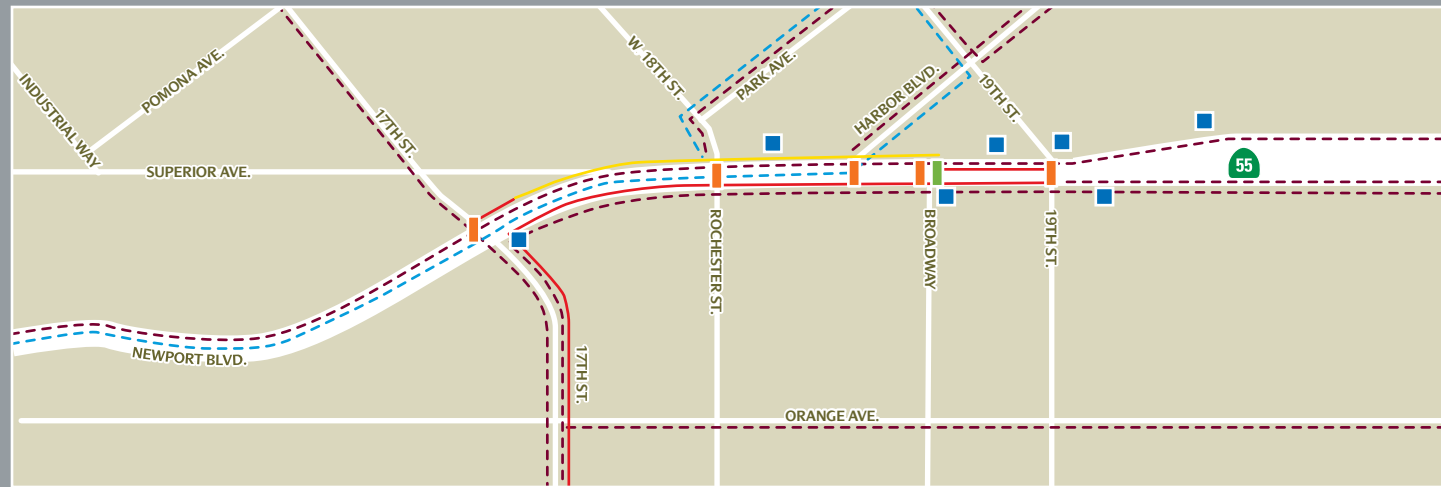 INDUSTRIAL WAY
POMONA AVE.
17TH ST.
W 18TH ST.
PARK AVE.
HARBOR BLVD.
19TH ST.
SUPERIOR AVE.
55
ROCHESTER ST.
BROADWAY
19TH ST.
NEWPORT BLVD.
17TH ST.
ORANGE AVE.